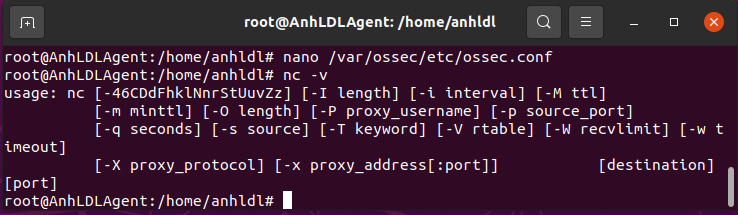 root@AnhLDLAgent: /home/anhldl
root@AnhLDLAgent:/home/anhldl# nano /var/ossec/etc/ossec.conf
root@AnhLDLAgent:/home/anhldl# nc -v
usage: nc [-46CDdFhklNnrStUuvZz] [-I length] [-i interval] [-M ttl]
          [-m minttl] [-O length] [-P proxy_username] [-p source_port]
          [-q seconds] [-s source] [-T keyword] [-V rtable] [-W recvlimit] [-w t
imeout]
          [-X proxy_protocol] [-x proxy_address[:port]]           [destination]
[port]
root@AnhLDLAgent:/home/anhldl#